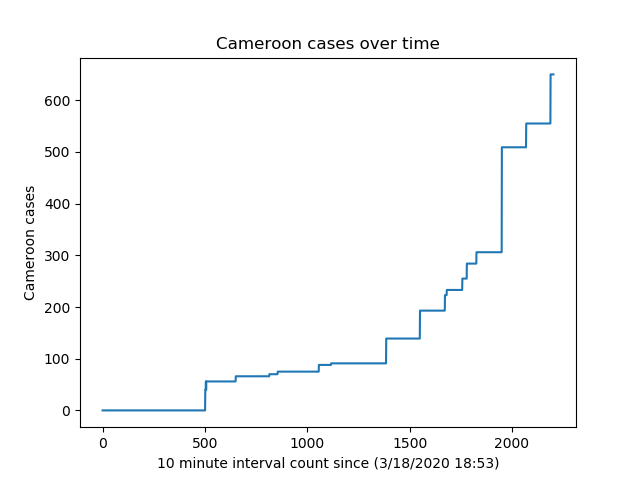 Cameroon cases over time
600
500
400
300
200
100
0
Cameroon cases
0 500 1000 1500 2000
10 minute interval count since (3/18/2020 18:53)